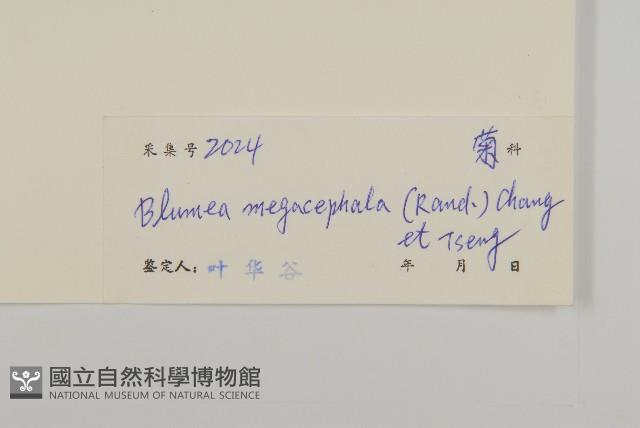 采集号 2024 菊科
Blumea megacephala (Rand.) Chang
et Tseng
鉴定人: 叶华谷 年 月 日
國立自然科學博物館
NATIONAL MUSEUM OF NATURAL SCIENCE